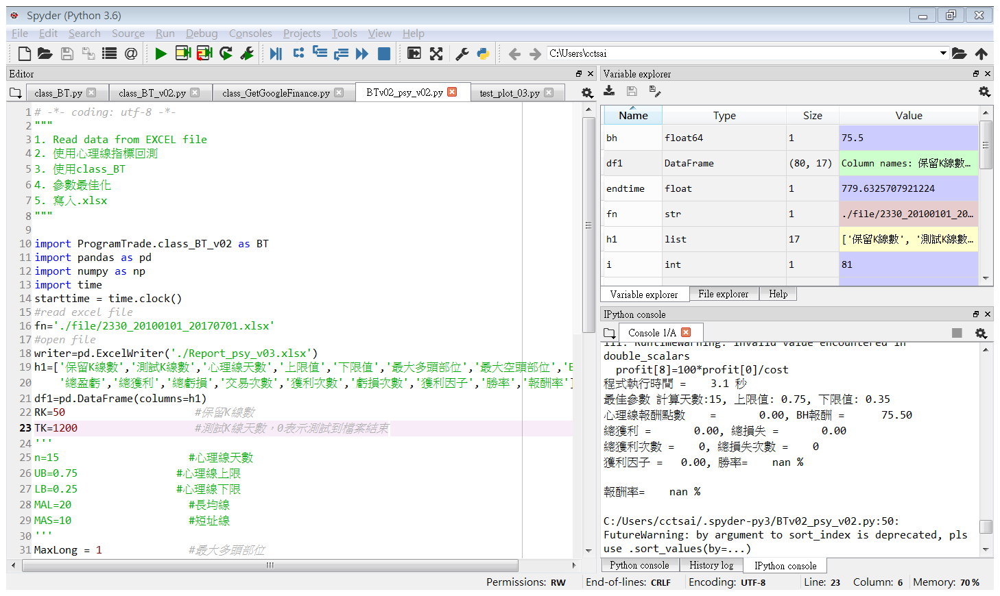 Spyder (Python 3.6)
File Edit Search Source Run Debug Consoles Projects Tools View Help
C:\Users\cctsai
Editor
class_BT.py class_BT_v02.py class_GetGoogleFinance.py BTv02_psy_v02.py test_plot_03.py
1 # -*- coding: utf-8 -*-
2 """
3 1. Read data from EXCEL file
4 2. 使用心理線指標回測
5 3. 使用class_BT
6 4. 參數最佳化
7 5. 寫入.xlsx
8 """
9
10 import ProgramTrade.class_BT_v02 as BT
11 import pandas as pd
12 import numpy as np
13 import time
14 starttime = time.clock()
15 #read excel file
16 fn='./file/2330_20100101_20170701.xlsx'
17 #open file
18 writer=pd.ExcelWriter('./Report_psy_v03.xlsx')
19 h1=['保留K線數','測試K線數','心理線天數','上限值','下限值','最大多頭部位','最大空頭部位',
20 '總盈虧','總獲利','總虧損','交易次數','獲利次數','虧損次數','獲利因子','勝率','報酬率']
21 df1=pd.DataFrame(columns=h1)
22 RK=50 #保留K線數
23 TK=1200 #測試K線天數，0表示測試到檔案結束
24 '''
25 n=15 #心理線天數
26 UB=0.75 #心理線上限
27 LB=0.25 #心理線下限
28 MAL=20 #長均線
29 MAS=10 #短址線
30 '''
31 MaxLong = 1 #最大多頭部位
Variable explorer
Name Type Size Value
bh float64 1 75.5
df1 DataFrame (80, 17) Column names: 保留K線數…
endtime float 1 779.6325707921224
fn str 1 ./file/2330_20100101_20…
h1 list 17 ['保留K線數', '測試K線數…
i int 1 81
Variable explorer File explorer Help
IPython console
Console 1/A
111: RuntimeWarning: invalid value encountered in
double_scalars
profit[8]=100*profit[0]/cost
程式執行時間 = 3.1 秒
最佳參數 計算天數:15, 上限值: 0.75, 下限值: 0.35
心理線報酬點數 = 0.00, BH報酬 = 75.50
總獲利 = 0.00, 總損失 = 0.00
總獲利次數 = 0, 總損失次數 = 0
獲利因子 = 0.00, 勝率= nan %
報酬率= nan %
C:/Users/cctsai/.spyder-py3/BTv02_psy_v02.py:50:
FutureWarning: by argument to sort_index is deprecated, pls
use .sort_values(by=...)
Python console History log IPython console
Permissions: RW End-of-lines: CRLF Encoding: UTF-8 Line: 23 Column: 6 Memory: 70 %